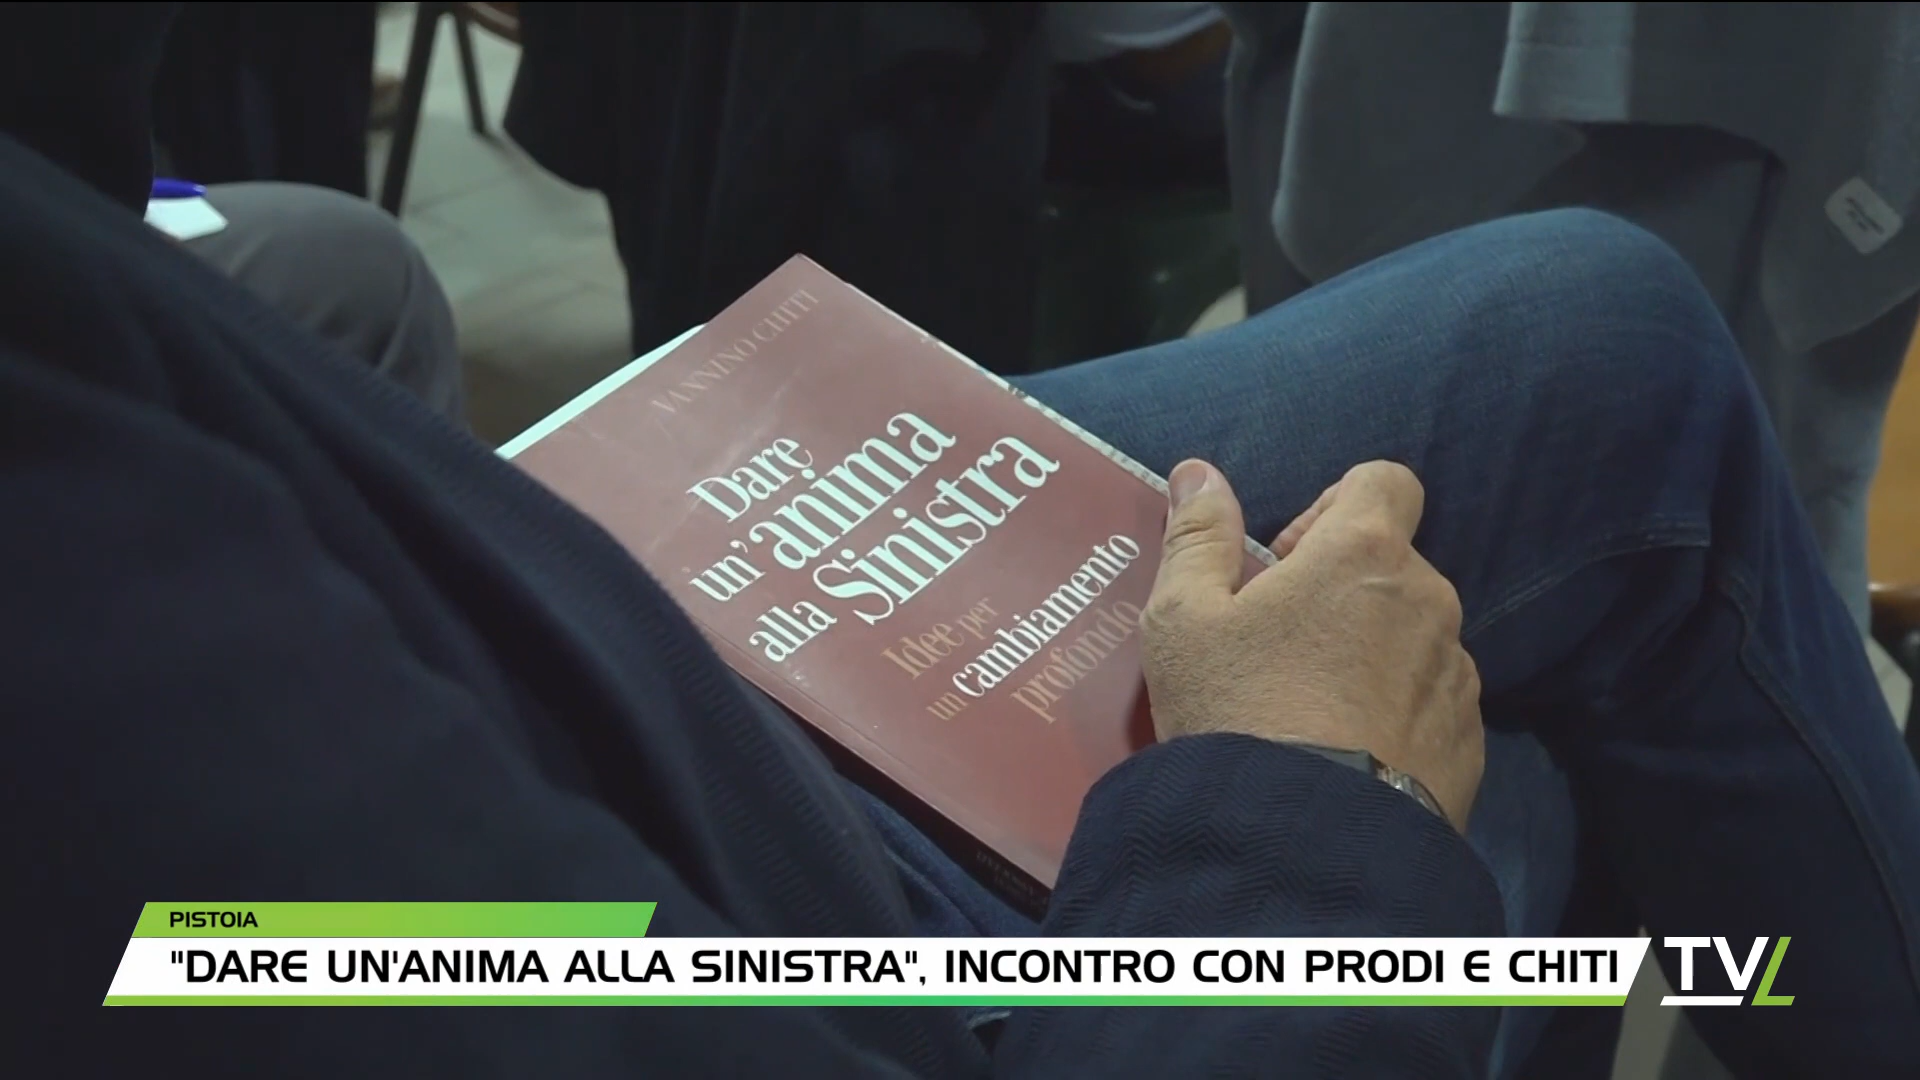 VANNINO CHITI
Dare
un'anima
alla Sinistra
Idee per
un cambiamento
profondo
PISTOIA
"DARE UN'ANIMA ALLA SINISTRA", INCONTRO CON PRODI E CHITI
TVL